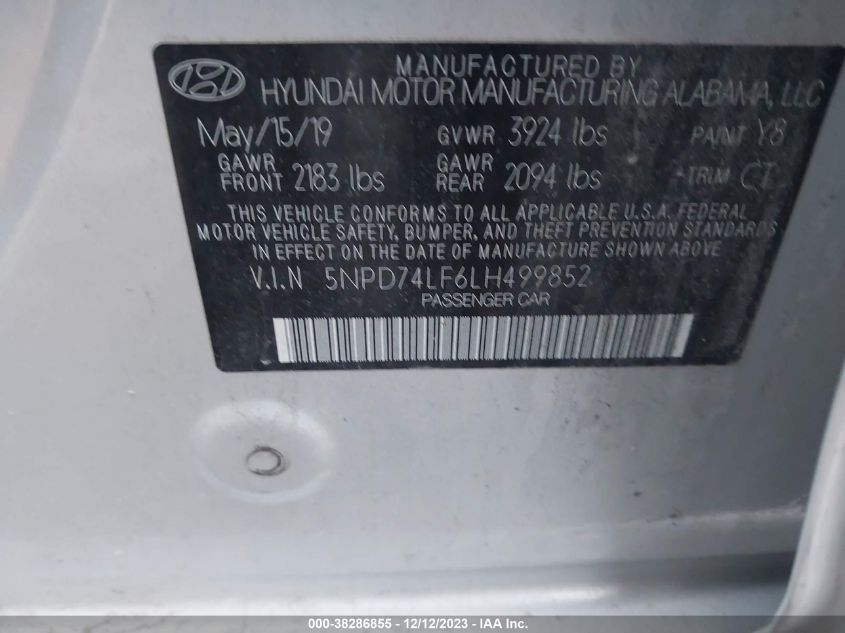 MANUFACTURED BY
HYUNDAI MOTOR MANUFACTURING ALABAMA, LLC
May/15/19 GVWR 3924 lbs PAINT Y8
GAWR FRONT 2183 lbs GAWR REAR 2094 lbs TRIM CI
THIS VEHICLE CONFORMS TO ALL APPLICABLE U.S.A. FEDERAL
MOTOR VEHICLE SAFETY, BUMPER, AND THEFT PREVENTION STANDARDS
IN EFFECT ON THE DATE OF MANUFACTURE SHOWN ABOVE
V.I.N 5NPD74LF6LH499852
PASSENGER CAR
000-38286855 - 12/12/2023 - IAA Inc.